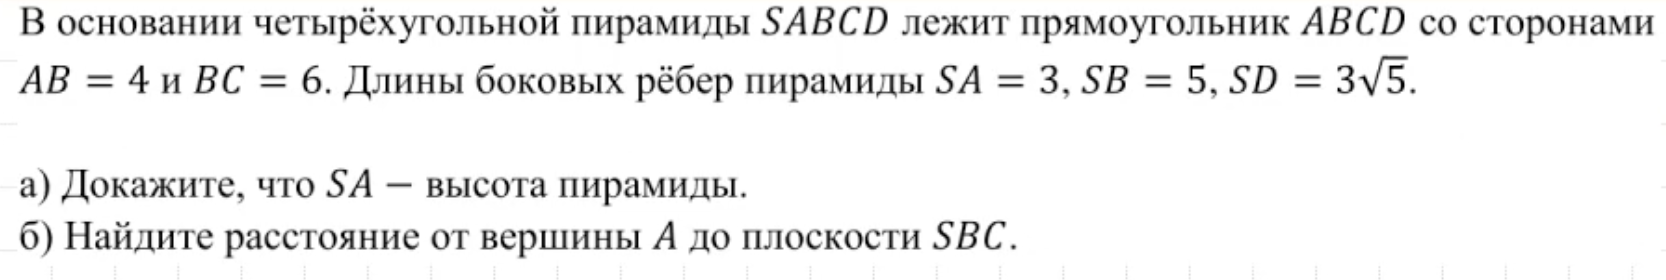 В основании четырёхугольной пирамиды SABCD лежит прямоугольник ABCD со сторонами
AB = 4 и BC = 6. Длины боковых рёбер пирамиды SA = 3, SB = 5, SD = 3√5.
а) Докажите, что SA − высота пирамиды.
б) Найдите расстояние от вершины A до плоскости SBC.